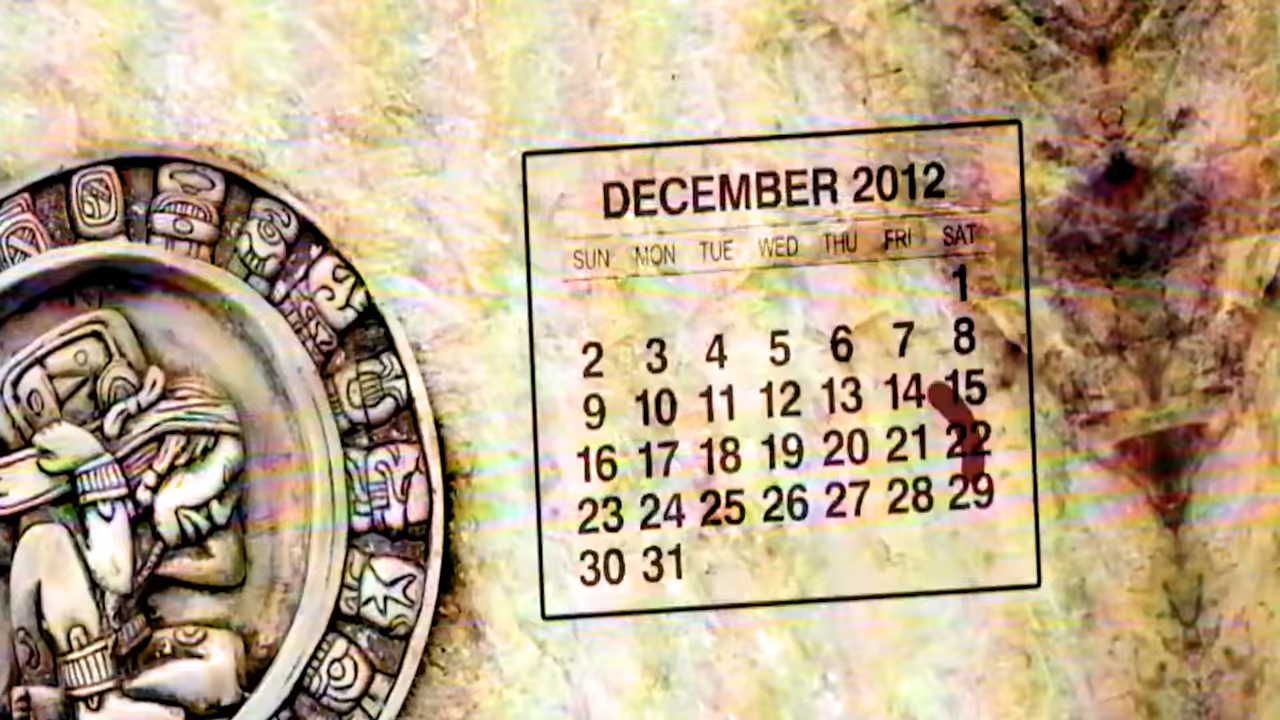 DECEMBER 2012
SUN MON TUE WED THU FRI SAT
1
2 3 4 5 6 7 8
9 10 11 12 13 14 15
16 17 18 19 20 21 22
23 24 25 26 27 28 29
30 31